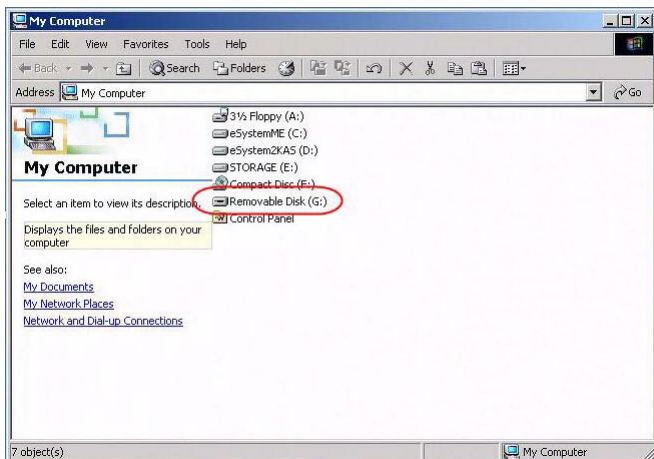 My Computer
File Edit View Favorites Tools Help
Back Search Folders
Address My Computer Go
3½ Floppy (A:)
eSystemME (C:)
eSystem2KAS (D:)
STORAGE (E:)
Compact Disc (F:)
Removable Disk (G:)
Control Panel
My Computer
Select an item to view its description.
Displays the files and folders on your
computer
See also:
My Documents
My Network Places
Network and Dial-up Connections
7 object(s) My Computer